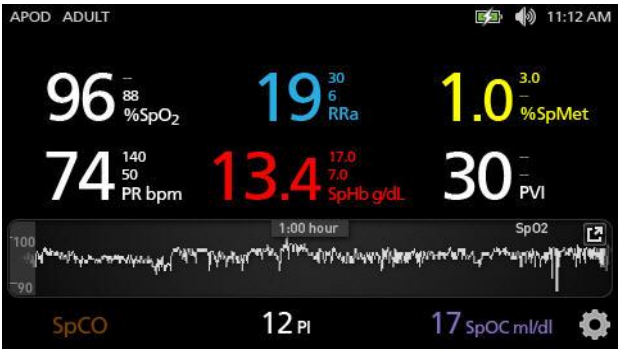 APOD ADULT 11:12 AM
96 -- 88 %SpO2
19 30 6 RRa
1.0 3.0 -- %SpMet
74 140 50 PR bpm
13.4 17.0 7.0 SpHb g/dL
30 -- -- PVI
1:00 hour SpO2
100
90
SpCO 12 PI 17 SpOC ml/dl